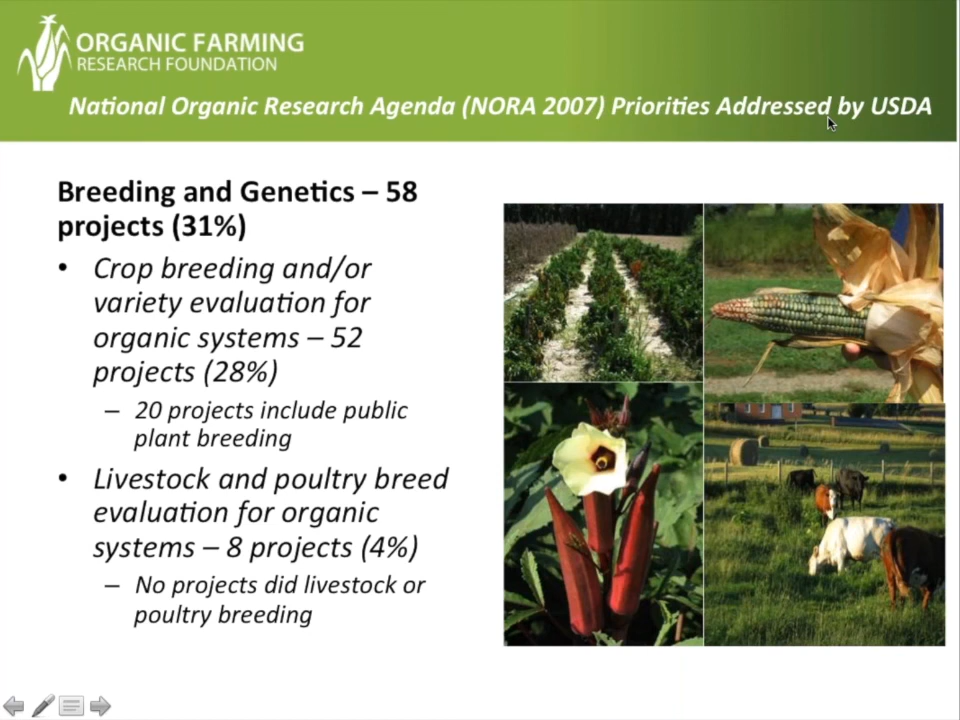 ORGANIC FARMING
RESEARCH FOUNDATION
National Organic Research Agenda (NORA 2007) Priorities Addressed by USDA
Breeding and Genetics – 58
projects (31%)
• Crop breeding and/or
variety evaluation for
organic systems – 52
projects (28%)
– 20 projects include public
plant breeding
• Livestock and poultry breed
evaluation for organic
systems – 8 projects (4%)
– No projects did livestock or
poultry breeding